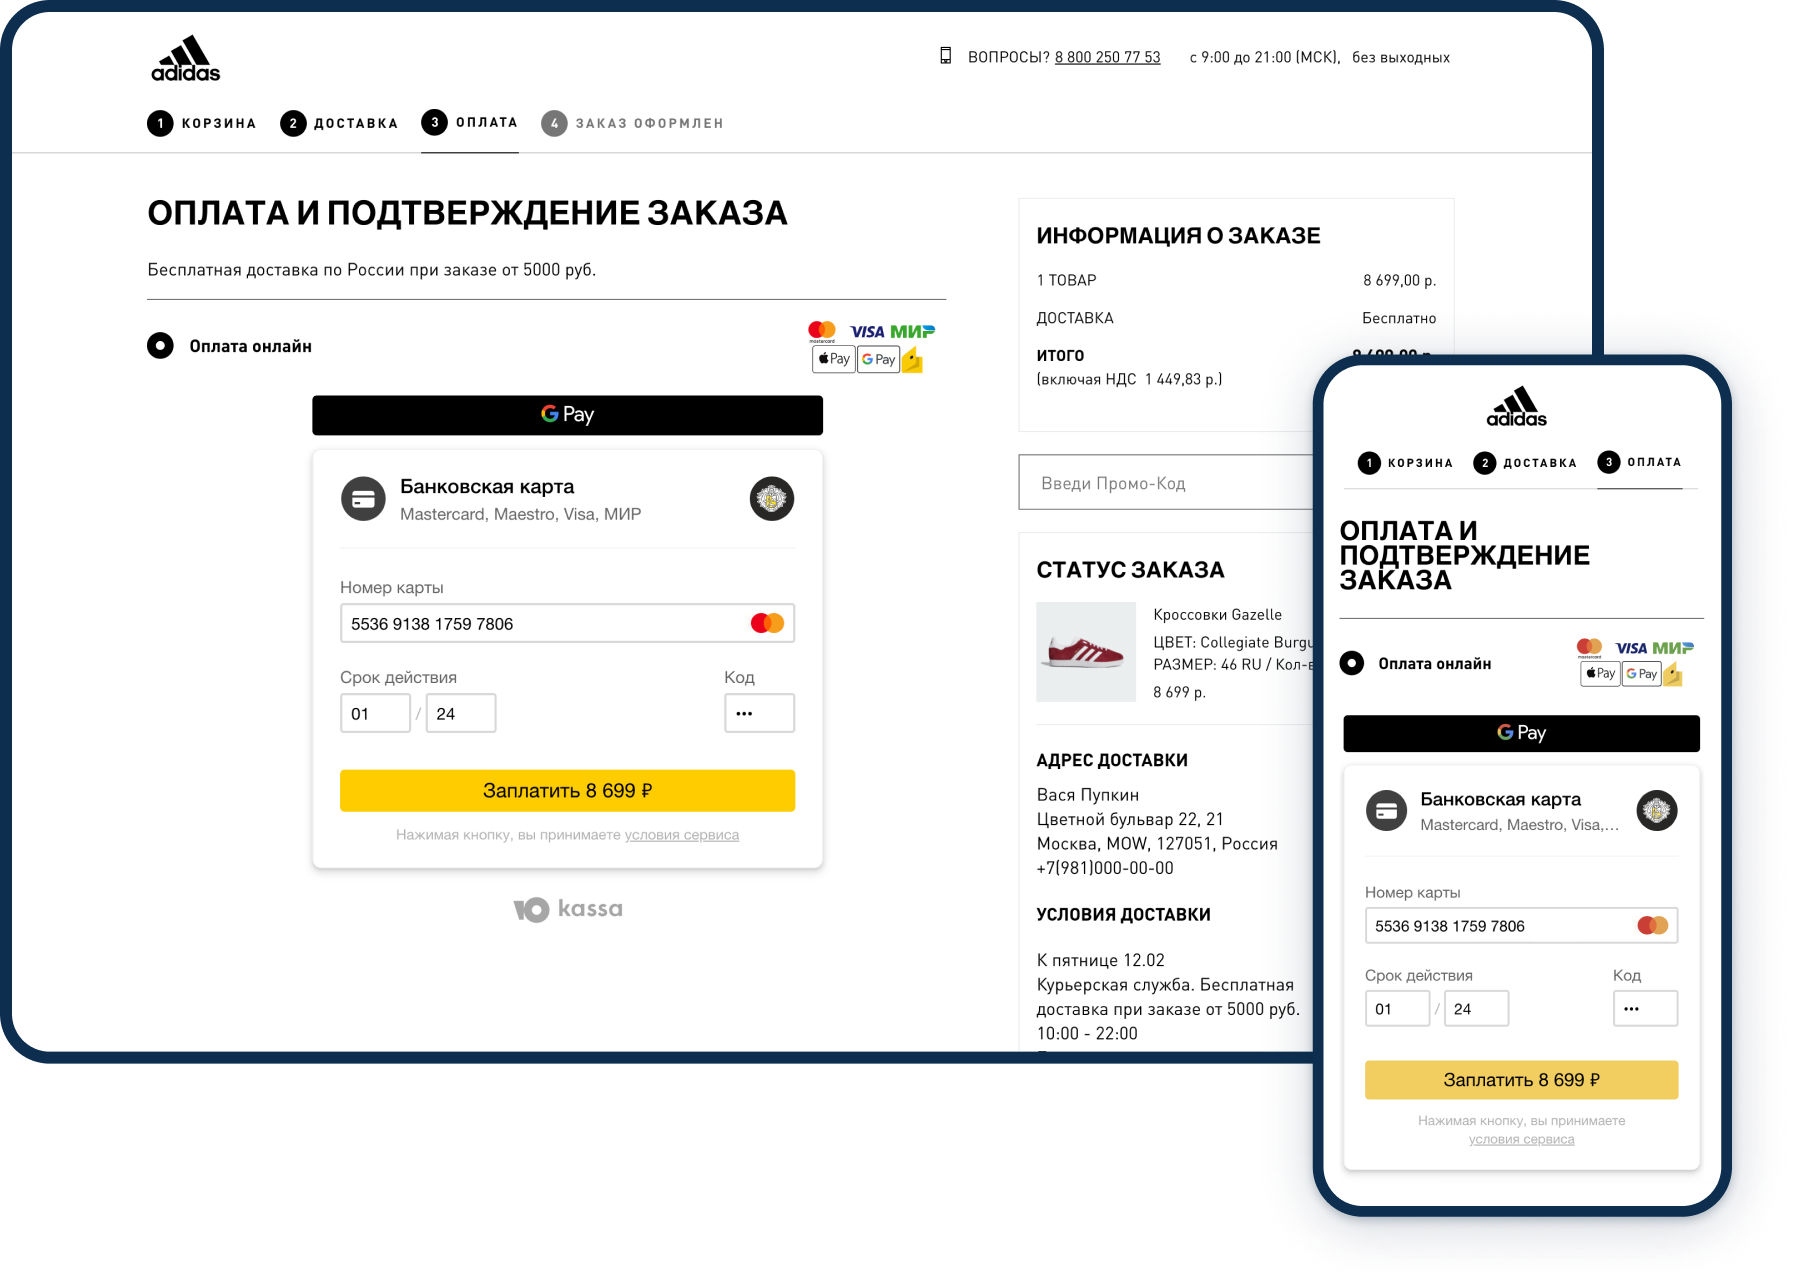 adidas
ВОПРОСЫ? 8 800 250 77 53 с 9:00 до 21:00 (МСК), без выходных
1 КОРЗИНА 2 ДОСТАВКА 3 ОПЛАТА 4 ЗАКАЗ ОФОРМЛЕН
ОПЛАТА И ПОДТВЕРЖДЕНИЕ ЗАКАЗА
Бесплатная доставка по России при заказе от 5000 руб.
Оплата онлайн
mastercard VISA МИР
Pay G Pay
G Pay
Банковская карта
Mastercard, Maestro, Visa, МИР
Номер карты
5536 9138 1759 7806
Срок действия Код
01 / 24 •••
Заплатить 8 699 ₽
Нажимая кнопку, вы принимаете условия сервиса
Ю kassa
ИНФОРМАЦИЯ О ЗАКАЗЕ
1 ТОВАР 8 699,00 р.
ДОСТАВКА Бесплатно
ИТОГО
(включая НДС 1 449,83 р.)
Введи Промо-Код
СТАТУС ЗАКАЗА
Кроссовки Gazelle
ЦВЕТ: Collegiate Burgu
РАЗМЕР: 46 RU / Кол-в
8 699 р.
АДРЕС ДОСТАВКИ
Вася Пупкин
Цветной бульвар 22, 21
Москва, MOW, 127051, Россия
+7(981)000-00-00
УСЛОВИЯ ДОСТАВКИ
К пятнице 12.02
Курьерская служба. Бесплатная
доставка при заказе от 5000 руб.
10:00 - 22:00
adidas
1 КОРЗИНА 2 ДОСТАВКА 3 ОПЛАТА
ОПЛАТА И
ПОДТВЕРЖДЕНИЕ
ЗАКАЗА
Оплата онлайн
mastercard VISA МИР
Pay G Pay
G Pay
Банковская карта
Mastercard, Maestro, Visa,...
Номер карты
5536 9138 1759 7806
Срок действия Код
01 / 24 •••
Заплатить 8 699 ₽
Нажимая кнопку, вы принимаете
условия сервиса